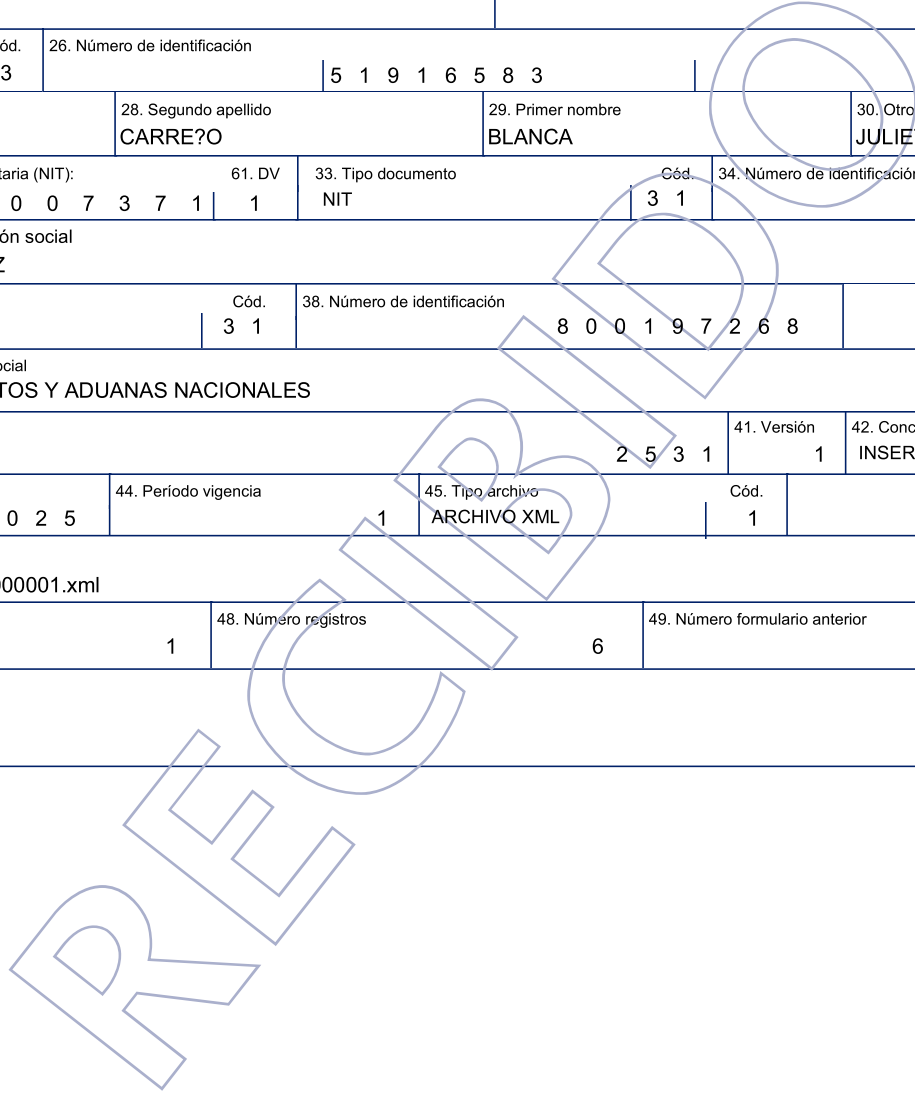 ód. 26. Número de identificación
3 5 1 9 1 6 5 8 3
28. Segundo apellido 29. Primer nombre 30. Otro
CARRE?O BLANCA JULIE
taria (NIT): 61. DV 33. Tipo documento Cód. 34. Número de identificación
0 0 7 3 7 1 1 NIT 3 1
ón social
Z
Cód. 38. Número de identificación
3 1 8 0 0 1 9 7 2 6 8
ocial
TOS Y ADUANAS NACIONALES
41. Versión 42. Conc
2 5 3 1 1 INSER
44. Período vigencia 45. Tipo archivo Cód.
0 2 5 1 ARCHIVO XML 1
000001.xml
48. Número registros 49. Número formulario anterior
1 6
RECIBIDO